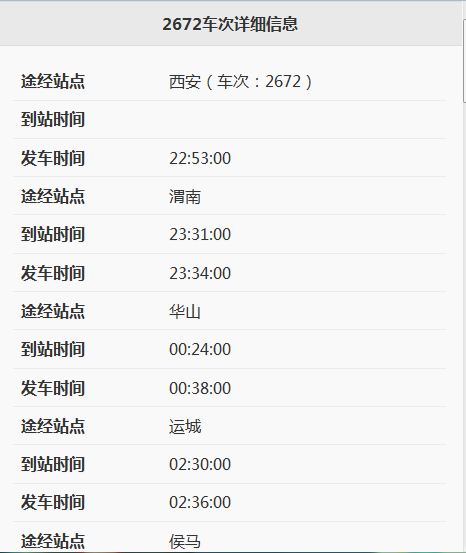 2672车次详细信息
途经站点 西安（车次：2672）
到站时间
发车时间 22:53:00
途经站点 渭南
到站时间 23:31:00
发车时间 23:34:00
途经站点 华山
到站时间 00:24:00
发车时间 00:38:00
途经站点 运城
到站时间 02:30:00
发车时间 02:36:00
途经站点 侯马